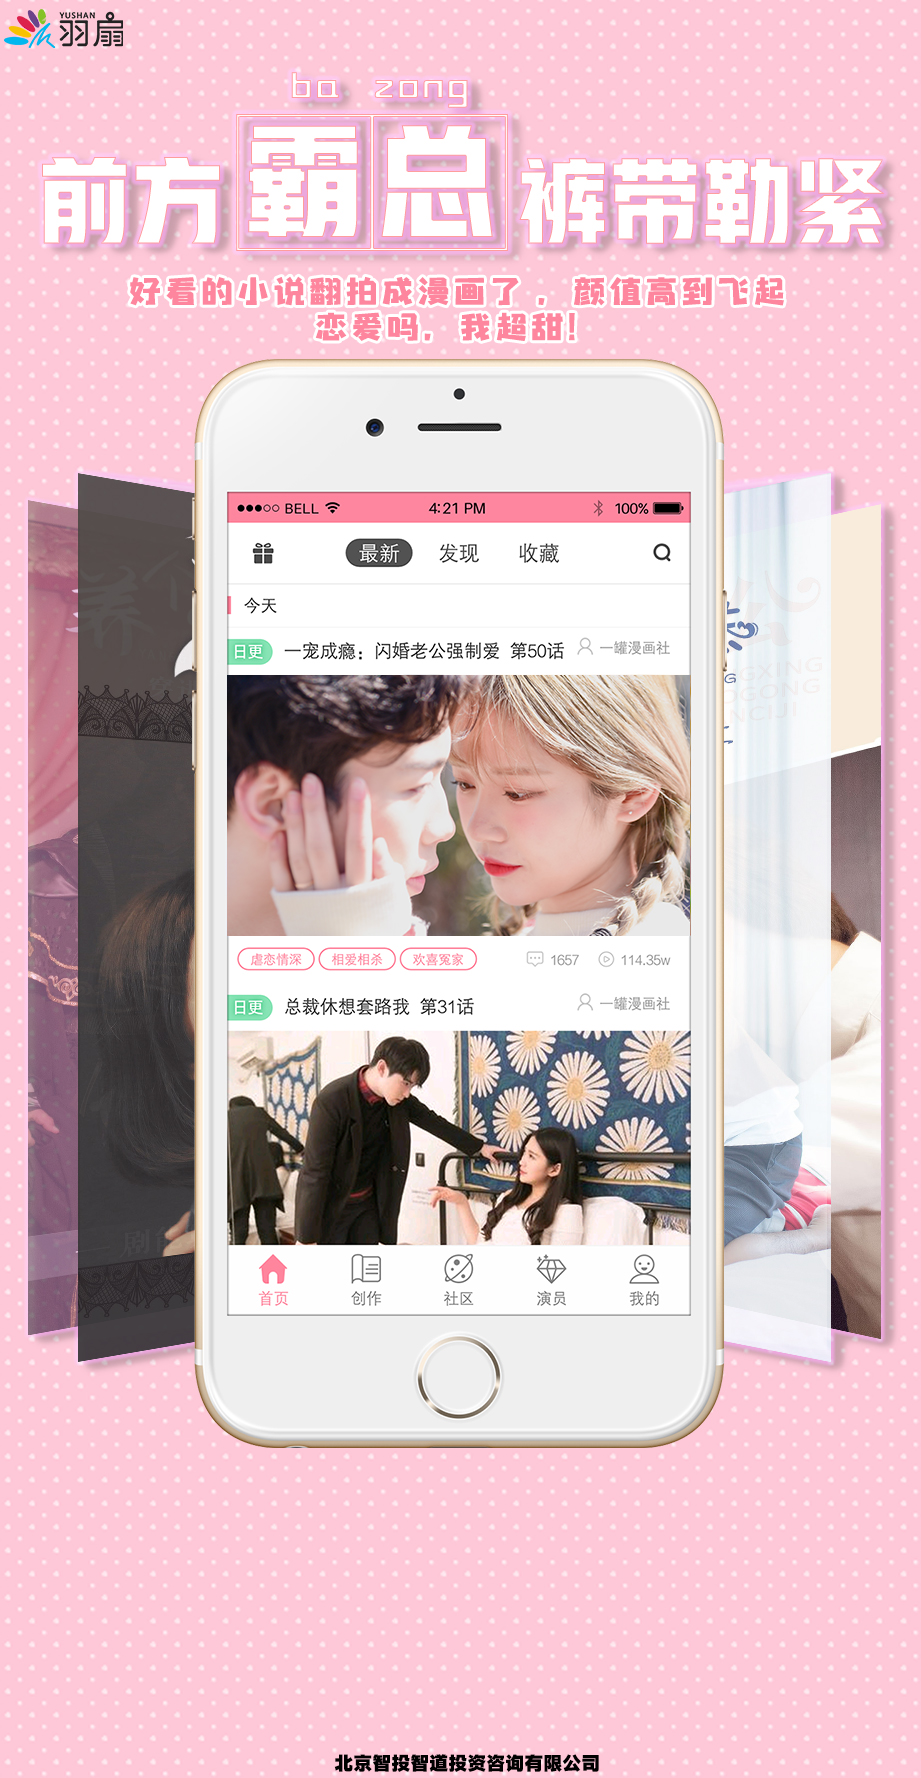 YUSHAN
羽扇
ba zong
前方霸总裤带勒紧
好看的小说翻拍成漫画了，颜值高到飞起
恋爱吗，我超甜！
BELL 4:21 PM 100%
最新 发现 收藏
今天
日更 一宠成瘾：闪婚老公强制爱 第50话 一罐漫画社
GXING
GONG
NCIJI
虐恋情深 相爱相杀 欢喜冤家 1657 114.35w
日更 总裁休想套路我 第31话 一罐漫画社
首页 创作 社区 演员 我的
北京智投智道投资咨询有限公司